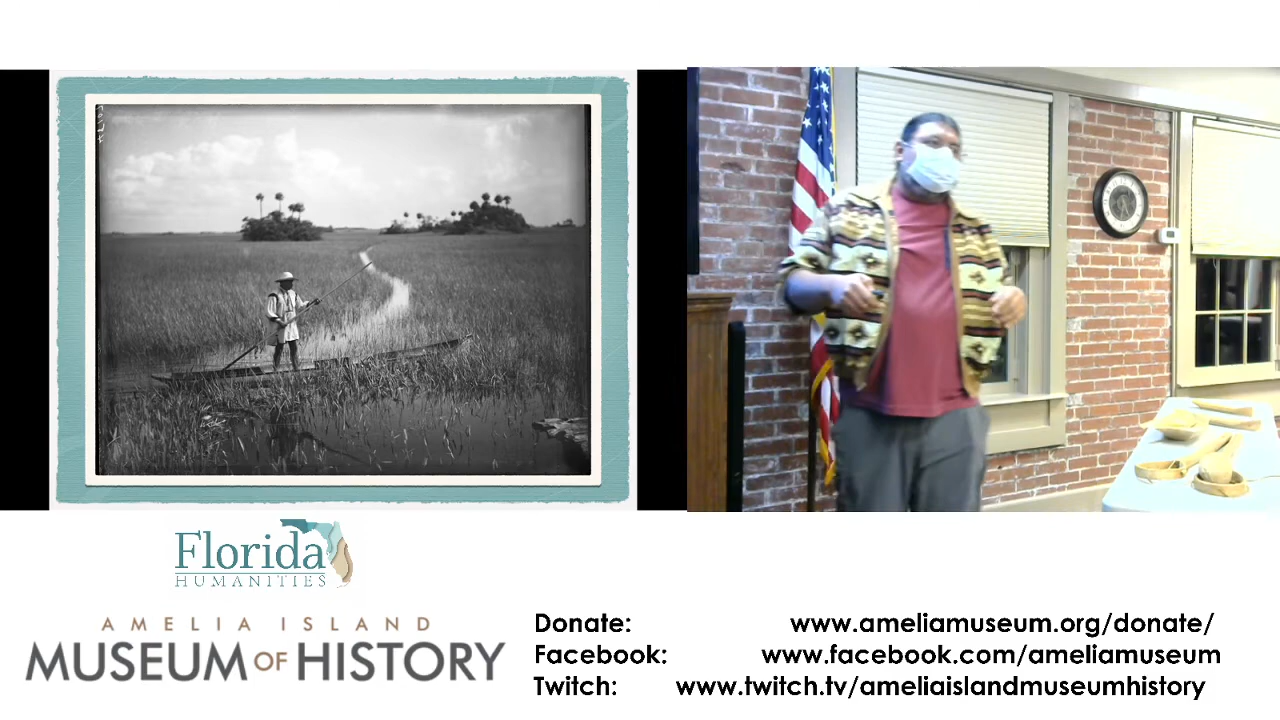 Florida
HUMANITIES
AMELIA ISLAND
MUSEUM OF HISTORY
Donate: www.ameliamuseum.org/donate/
Facebook: www.facebook.com/ameliamuseum
Twitch: www.twitch.tv/ameliaislandmuseumhistory